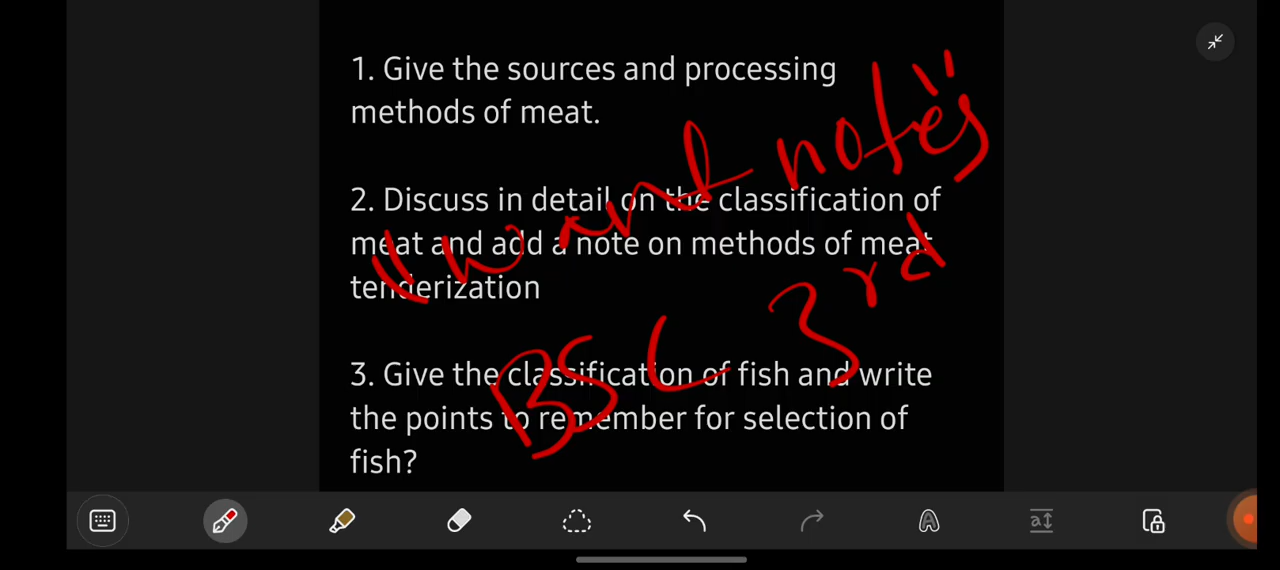 1. Give the sources and processing
methods of meat.
"want notes"
2. Discuss in detail on the classification of
meat and add a note on methods of meat
tenderization
BSC 3rd
3. Give the classification of fish and write
the points to remember for selection of
fish?